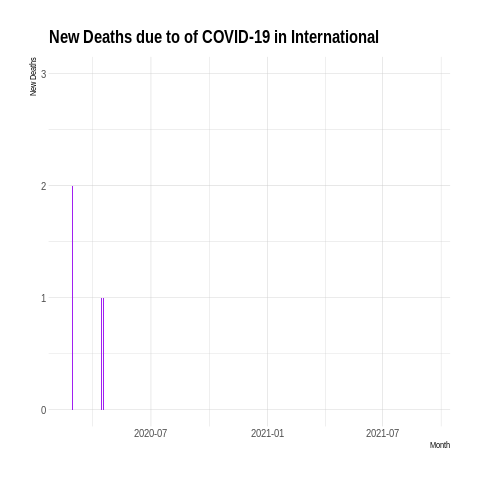 New Deaths due to of COVID-19 in International
New Deaths
3
2
1
0
2020-07
2021-01
2021-07
Month